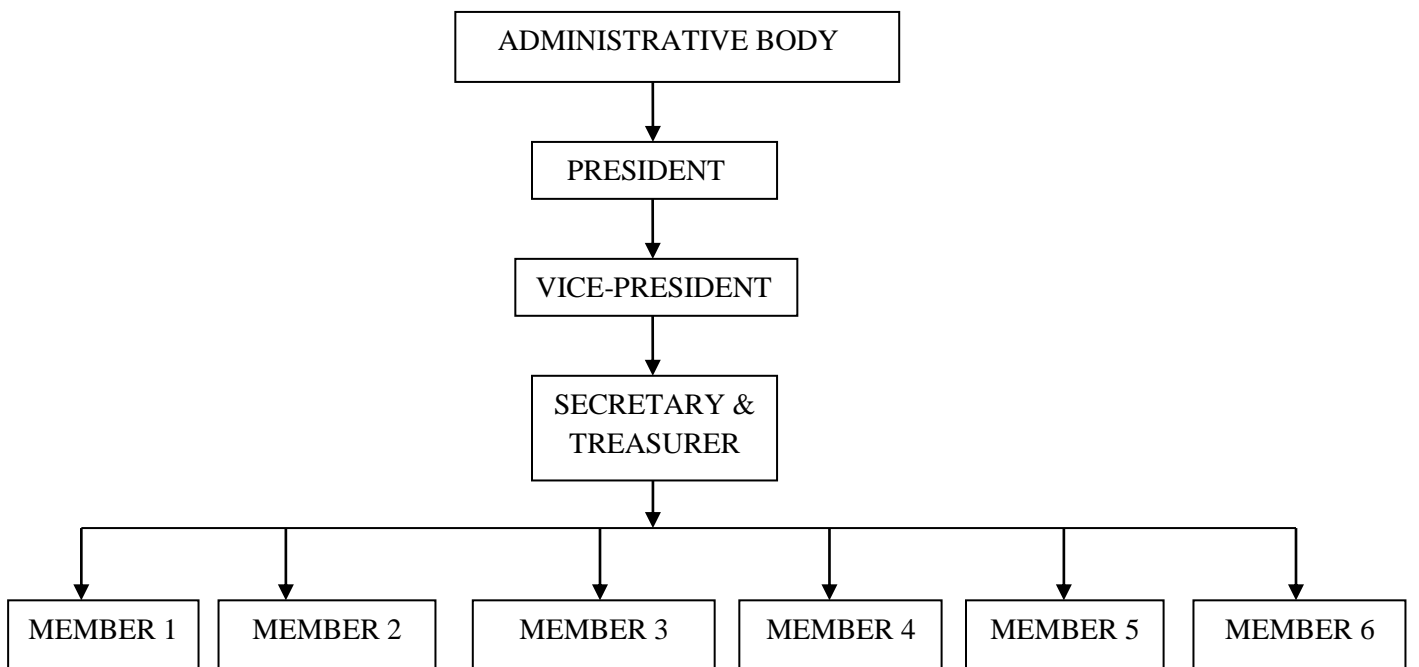 ADMINISTRATIVE BODY
PRESIDENT
VICE-PRESIDENT
SECRETARY &
TREASURER
MEMBER 1
MEMBER 2
MEMBER 3
MEMBER 4
MEMBER 5
MEMBER 6